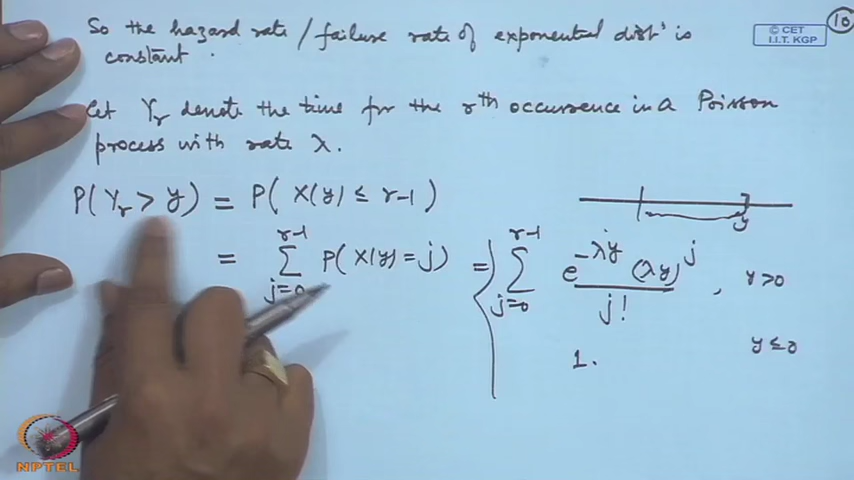 10
© CET
I.I.T. KGP
So the hazard rate / failure rate of exponential distⁿ is
constant.
Let Yᵣ denote the time for the rᵗʰ occurrence in a Poisson
process with rate λ.
P(Yᵣ > y) = P( X(y) ≤ r-1)
y
= ∑_{j=0}^{r-1} P( X(y) = j) = { ∑_{j=0}^{r-1} e^{-λy} (λy)^j / j! , y>0
1. y ≤ 0
NPTEL